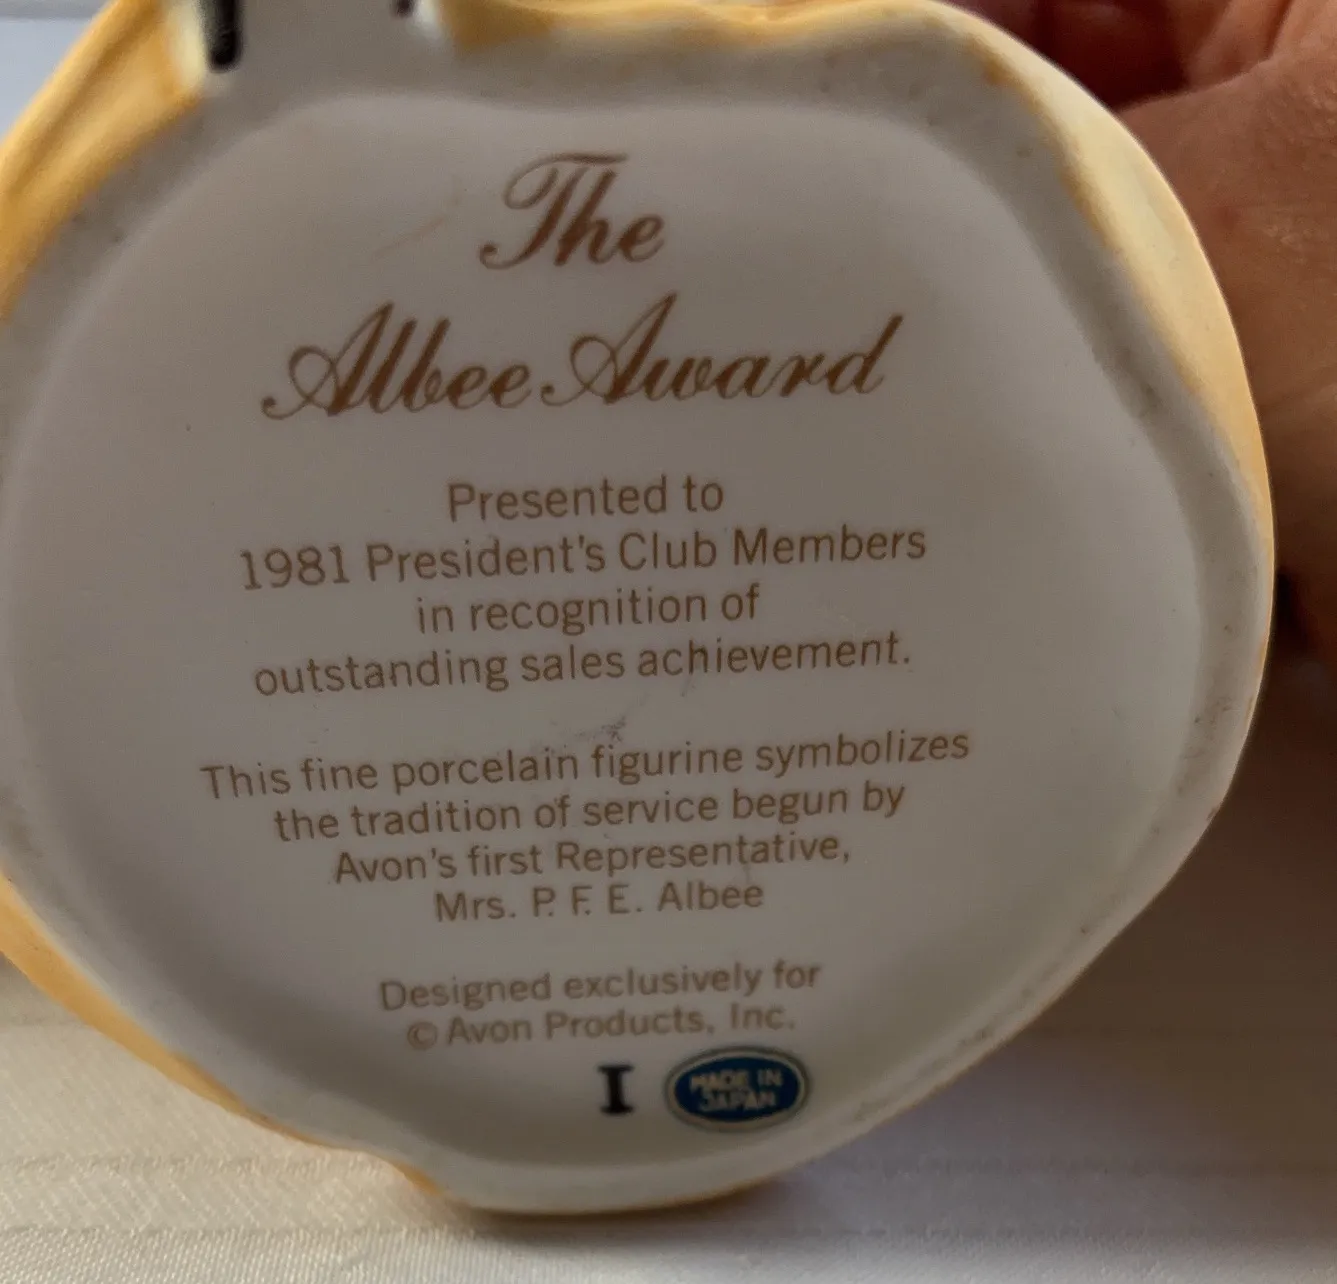 The
Albee Award
Presented to
1981 President's Club Members
in recognition of
outstanding sales achievement.
This fine porcelain figurine symbolizes
the tradition of service begun by
Avon's first Representative,
Mrs. P. F. E. Albee
Designed exclusively for
© Avon Products, Inc.
I
MADE IN
JAPAN